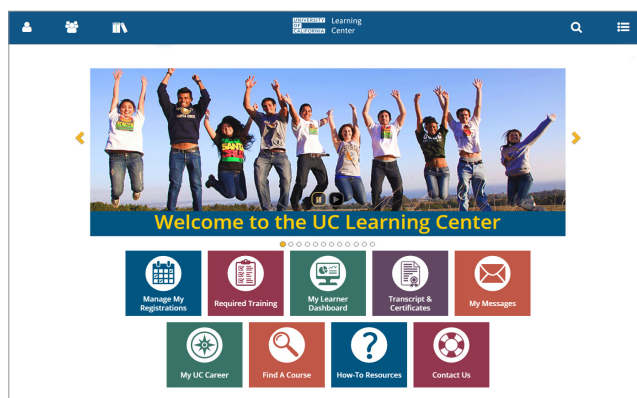 UNIVERSITY
OF
CALIFORNIA
Learning
Center
SANTA
Welcome to the UC Learning Center
Manage My
Registrations
Required Training
My Learner
Dashboard
Transcript &
Certificates
My Messages
My UC Career
Find A Course
How-To Resources
Contact Us